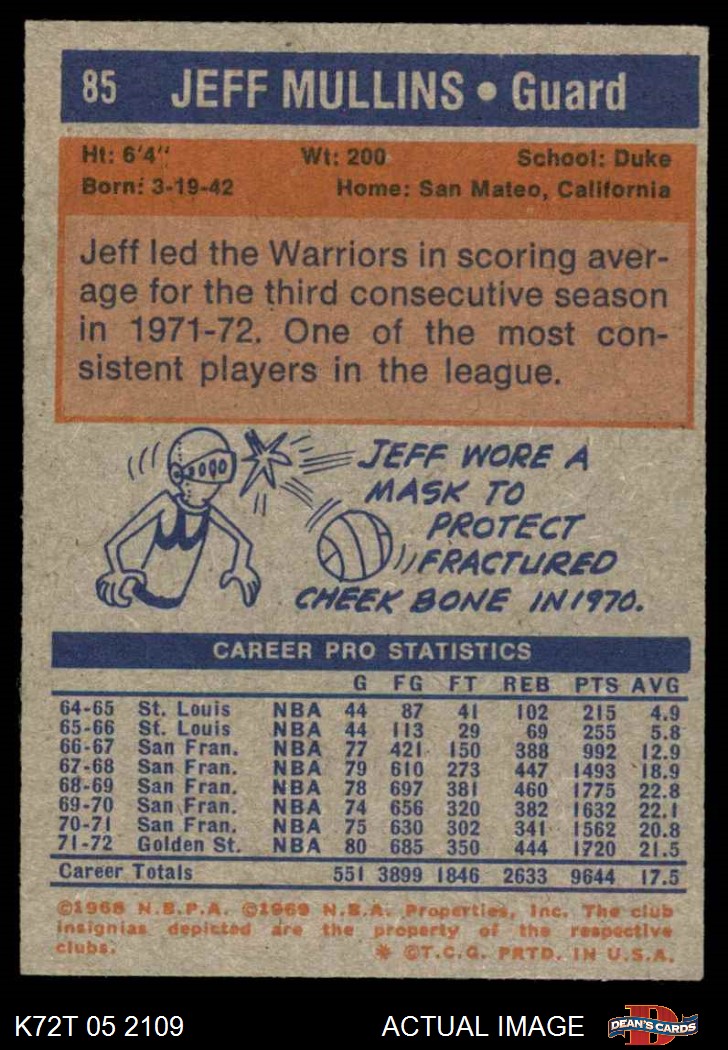 85 JEFF MULLINS • Guard
Ht: 6'4" Wt: 200 School: Duke
Born: 3-19-42 Home: San Mateo, California
Jeff led the Warriors in scoring aver-
age for the third consecutive season
in 1971-72. One of the most con-
sistent players in the league.
JEFF WORE A
MASK TO
PROTECT
FRACTURED
CHEEK BONE IN 1970.
CAREER PRO STATISTICS
G FG FT REB PTS AVG
64-65 St. Louis NBA 44 87 41 102 215 4.9
65-66 St. Louis NBA 44 113 29 69 255 5.8
66-67 San Fran. NBA 77 421 150 388 992 12.9
67-68 San Fran. NBA 79 610 273 447 1493 18.9
68-69 San Fran. NBA 78 697 381 460 1775 22.8
69-70 San Fran. NBA 74 656 320 382 1632 22.1
70-71 San Fran. NBA 75 630 302 341 1562 20.8
71-72 Golden St. NBA 80 685 350 444 1720 21.5
Career Totals 551 3899 1846 2633 9644 17.5
©1968 N.B.P.A. ©1969 N.B.A. Properties, Inc. The club
insignias depicted are the property of the respective
clubs. * ©T.C.G. PRTD. IN U.S.A.
K72T 05 2109 ACTUAL IMAGE D DEAN'S CARDS